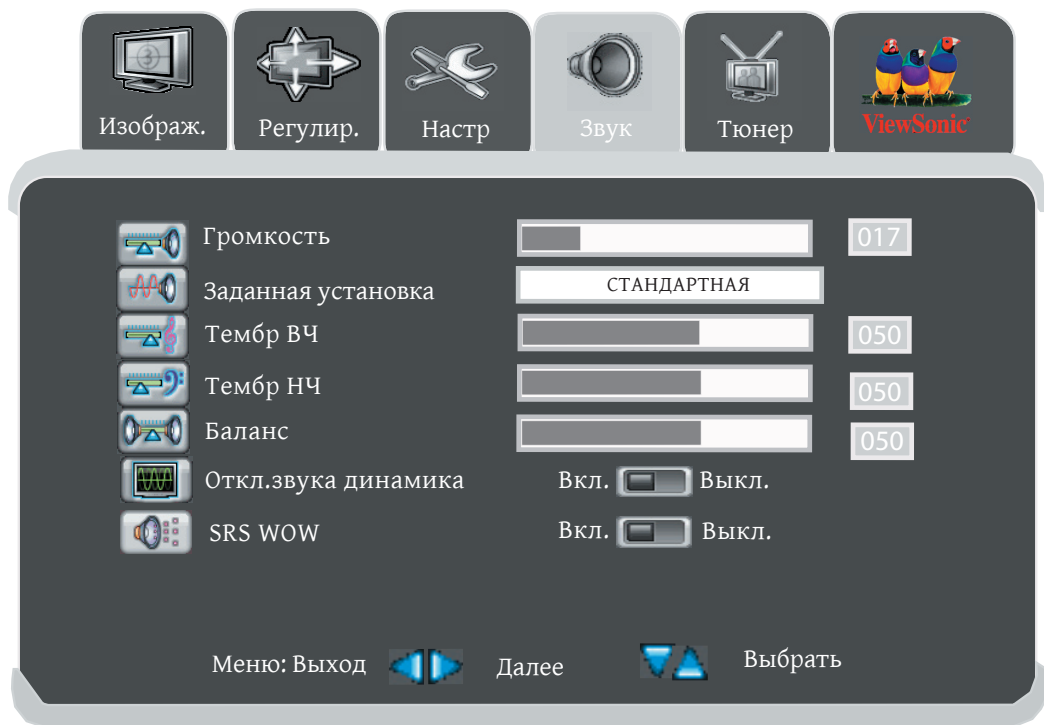 Изображ. Регулир. Настр Звук Тюнер ViewSonic®
Громкость 017
Заданная установка СТАНДАРТНАЯ
Тембр ВЧ 050
Тембр НЧ 050
Баланс 050
Откл.звука динамика Вкл. Выкл.
SRS WOW Вкл. Выкл.
Меню: Выход Далее Выбрать